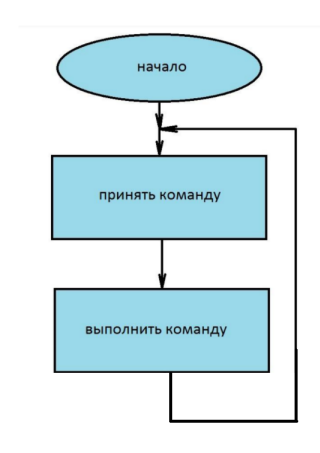 начало
принять команду
выполнить команду